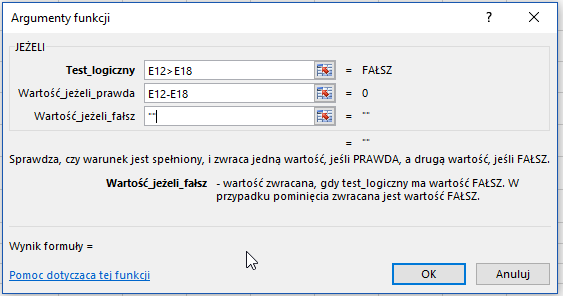 Argumenty funkcji ? ×
JEŻELI
Test_logiczny E12>E18 = FAŁSZ
Wartość_jeżeli_prawda E12-E18 = 0
Wartość_jeżeli_fałsz "" = ""
= ""
Sprawdza, czy warunek jest spełniony, i zwraca jedną wartość, jeśli PRAWDA, a drugą wartość, jeśli FAŁSZ.
Wartość_jeżeli_fałsz - wartość zwracana, gdy test_logiczny ma wartość FAŁSZ. W
przypadku pominięcia zwracana jest wartość FAŁSZ.
Wynik formuły =
Pomoc dotycząca tej funkcji OK Anuluj